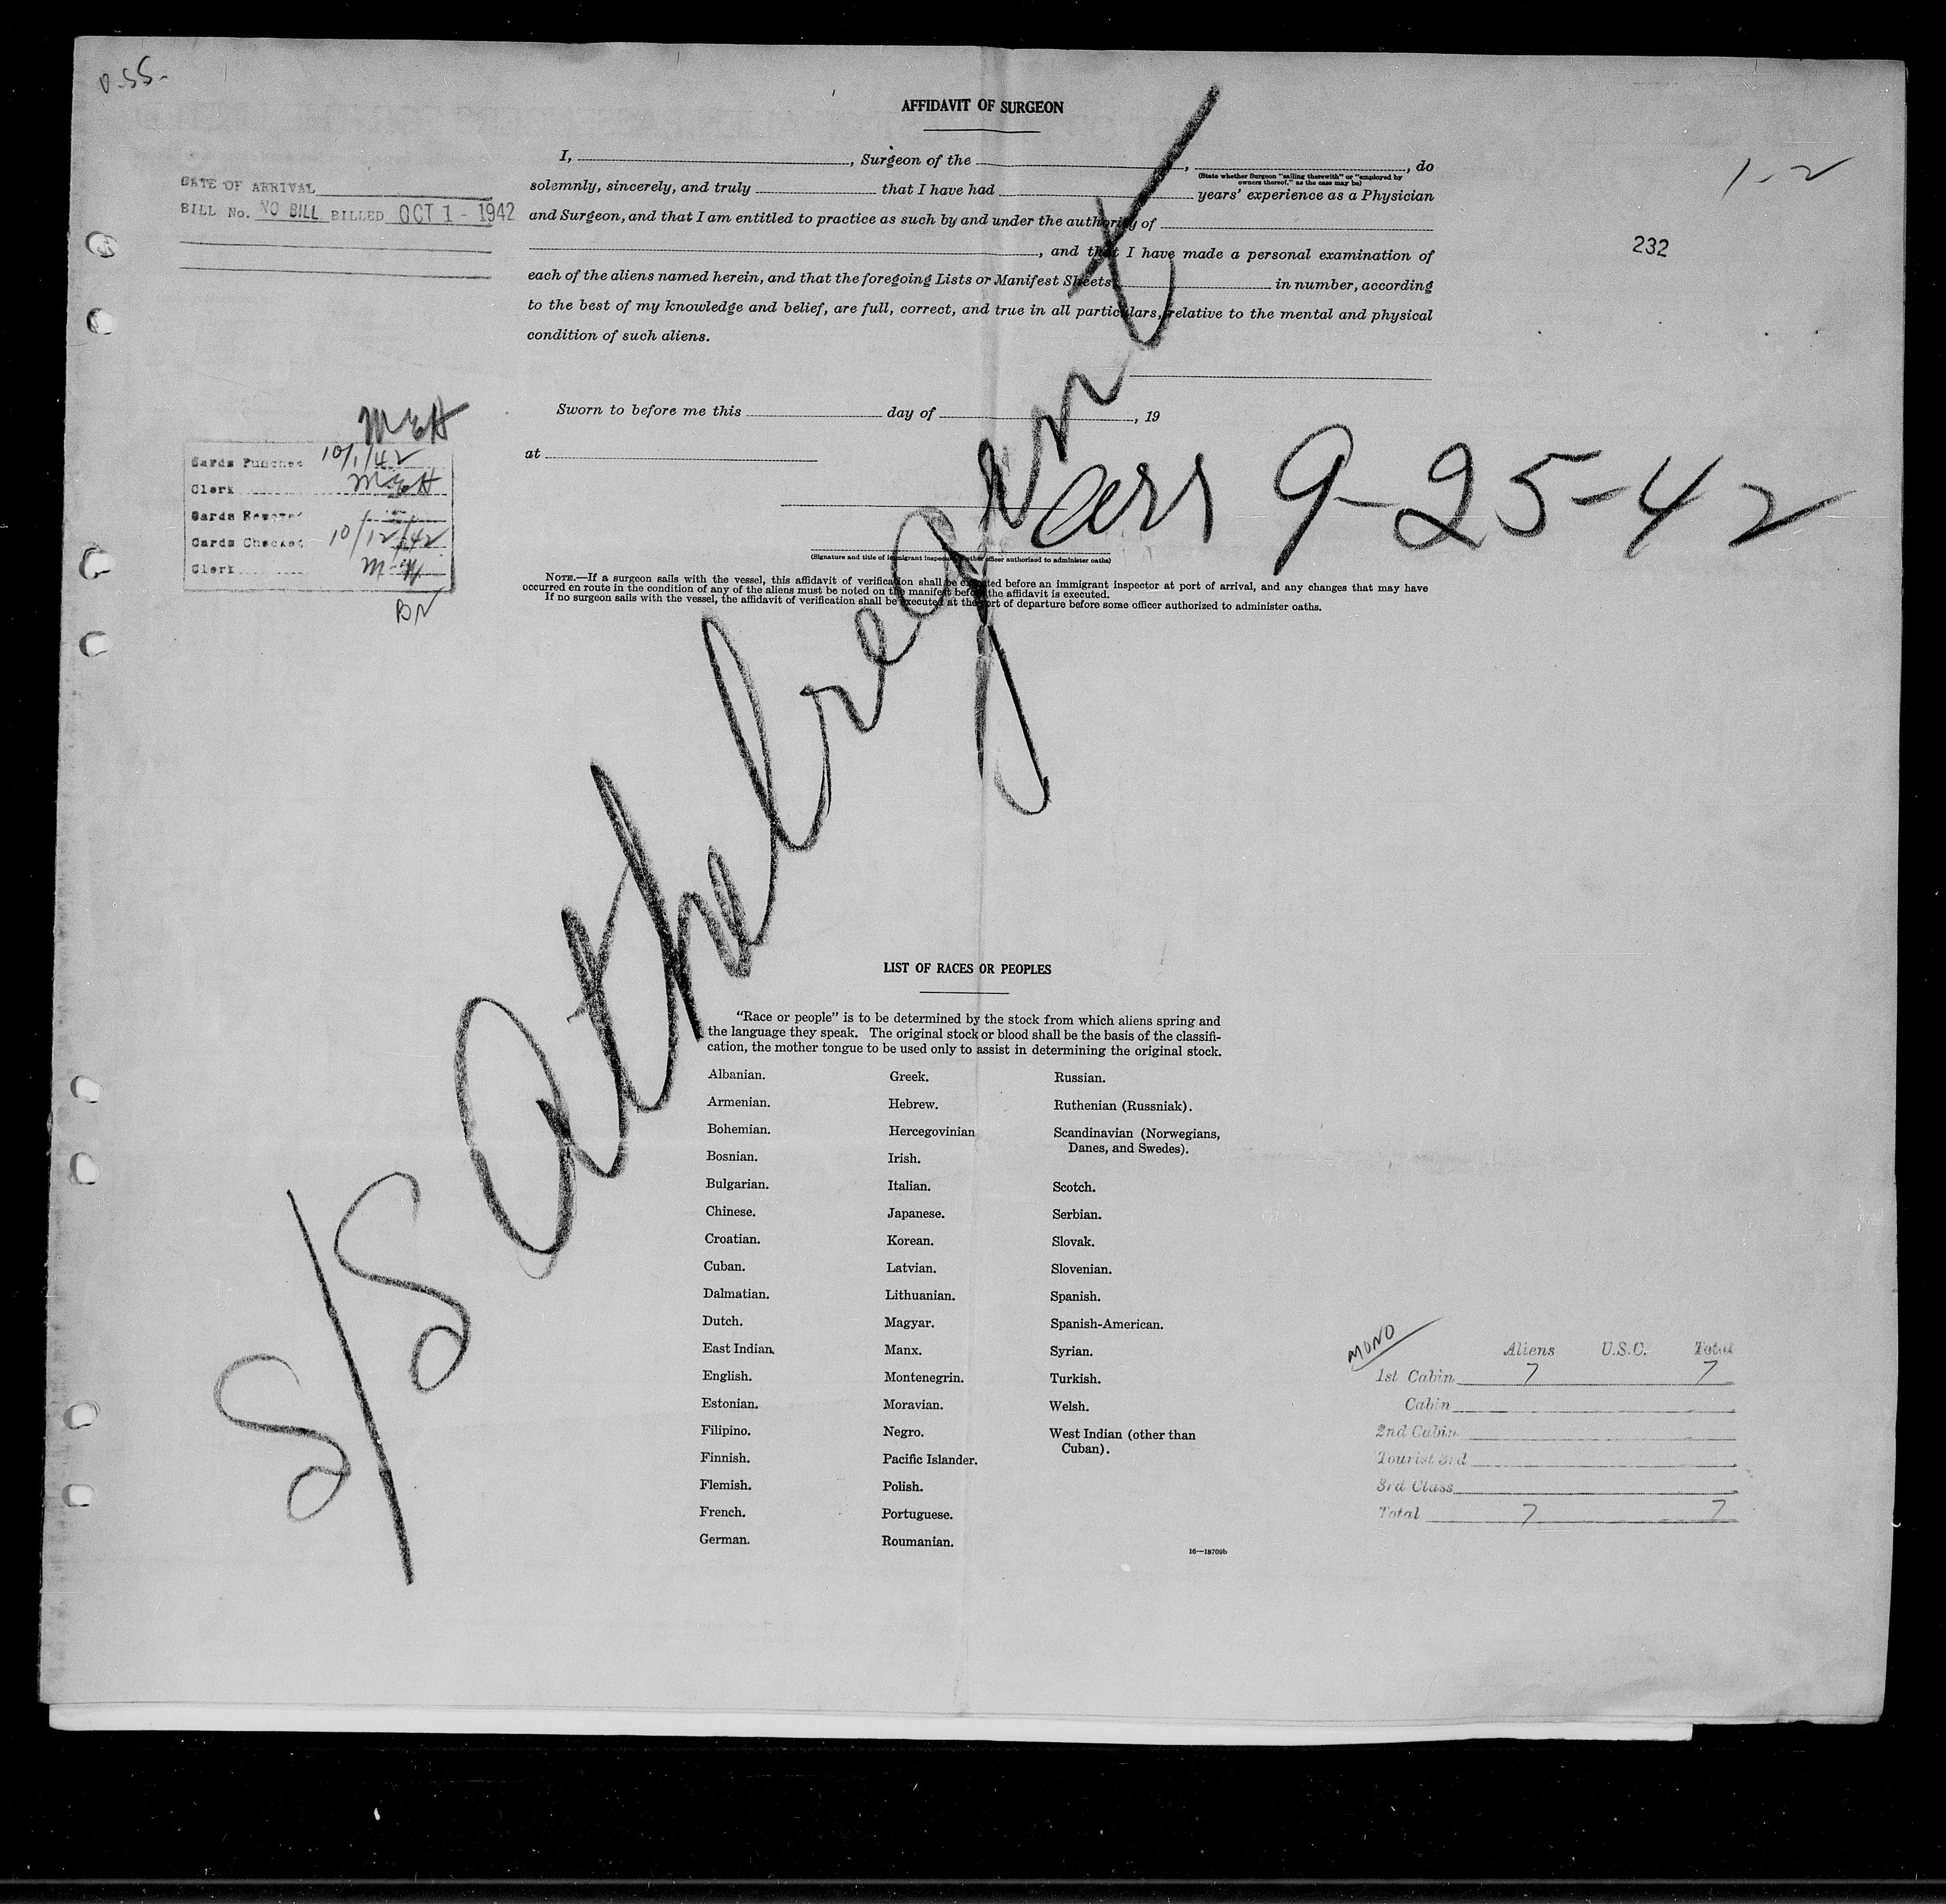 0.55-
AFFIDAVIT OF SURGEON
I, , Surgeon of the , , do
(State whether Surgeon "sailing therewith" or "employed by
owners thereof," as the case may be)
solemnly, sincerely, and truly that I have had years' experience as a Physician
and Surgeon, and that I am entitled to practice as such by and under the authority of
, and that I have made a personal examination of
each of the aliens named herein, and that the foregoing Lists or Manifest Sheets, in number, according
to the best of my knowledge and belief, are full, correct, and true in all particulars, relative to the mental and physical
condition of such aliens.
DATE OF ARRIVAL
BILL No. NO BILL BILLED OCT 1 - 1942
1-2
232
Sworn to before me this day of , 19
at
MEH
Cards Punched 10/1/42
Clerk MEH
Cards Removed
Cards Checked 10/12/42
Clerk
arr 9-25-42
(Signature and title of immigrant inspector or other officer authorized to administer oaths)
NOTE.—If a surgeon sails with the vessel, this affidavit of verification shall be executed before an immigrant inspector at port of arrival, and any changes that may have
occurred en route in the condition of any of the aliens must be noted on the manifest before the affidavit is executed.
If no surgeon sails with the vessel, the affidavit of verification shall be executed at the port of departure before some officer authorized to administer oaths.
S/S
LIST OF RACES OR PEOPLES
"Race or people" is to be determined by the stock from which aliens spring and
the language they speak. The original stock or blood shall be the basis of the classifi-
cation, the mother tongue to be used only to assist in determining the original stock.
Albanian.
Armenian.
Bohemian.
Bosnian.
Bulgarian.
Chinese.
Croatian.
Cuban.
Dalmatian.
Dutch.
East Indian.
English.
Estonian.
Filipino.
Finnish.
Flemish.
French.
German.
Greek.
Hebrew.
Hercegovinian
Irish.
Italian.
Japanese.
Korean.
Latvian.
Lithuanian.
Magyar.
Manx.
Montenegrin.
Moravian.
Negro.
Pacific Islander.
Polish.
Portuguese.
Roumanian.
Russian.
Ruthenian (Russniak).
Scandinavian (Norwegians,
Danes, and Swedes).
Scotch.
Serbian.
Slovak.
Slovenian.
Spanish.
Spanish-American.
Syrian.
Turkish.
Welsh.
West Indian (other than
Cuban).
16—18709b
MONO
Aliens U.S.C. Total
1st Cabin 7 7
Cabin
2nd Cabin
Tourist 3rd
3rd Class
Total 7 7